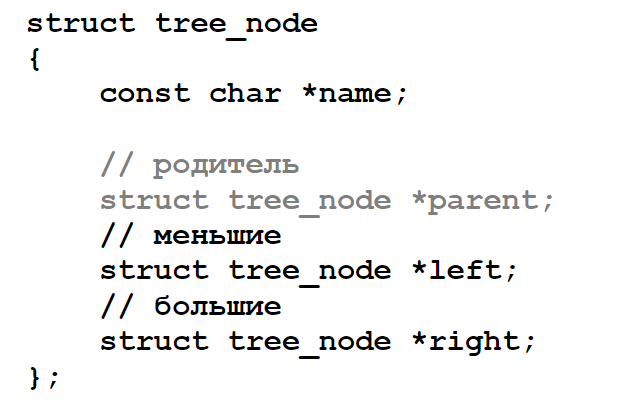 struct tree_node
{
    const char *name;

    // родитель
    struct tree_node *parent;
    // меньшие
    struct tree_node *left;
    // большие
    struct tree_node *right;
};